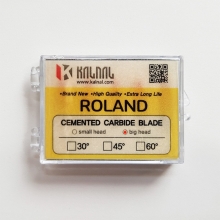 KALNAL
www.kalnal.com
•Brand New •High Quality •Extra Long Life
ROLAND
CEMENTED CARBIDE BLADE
small head big head
30° 45° 60°